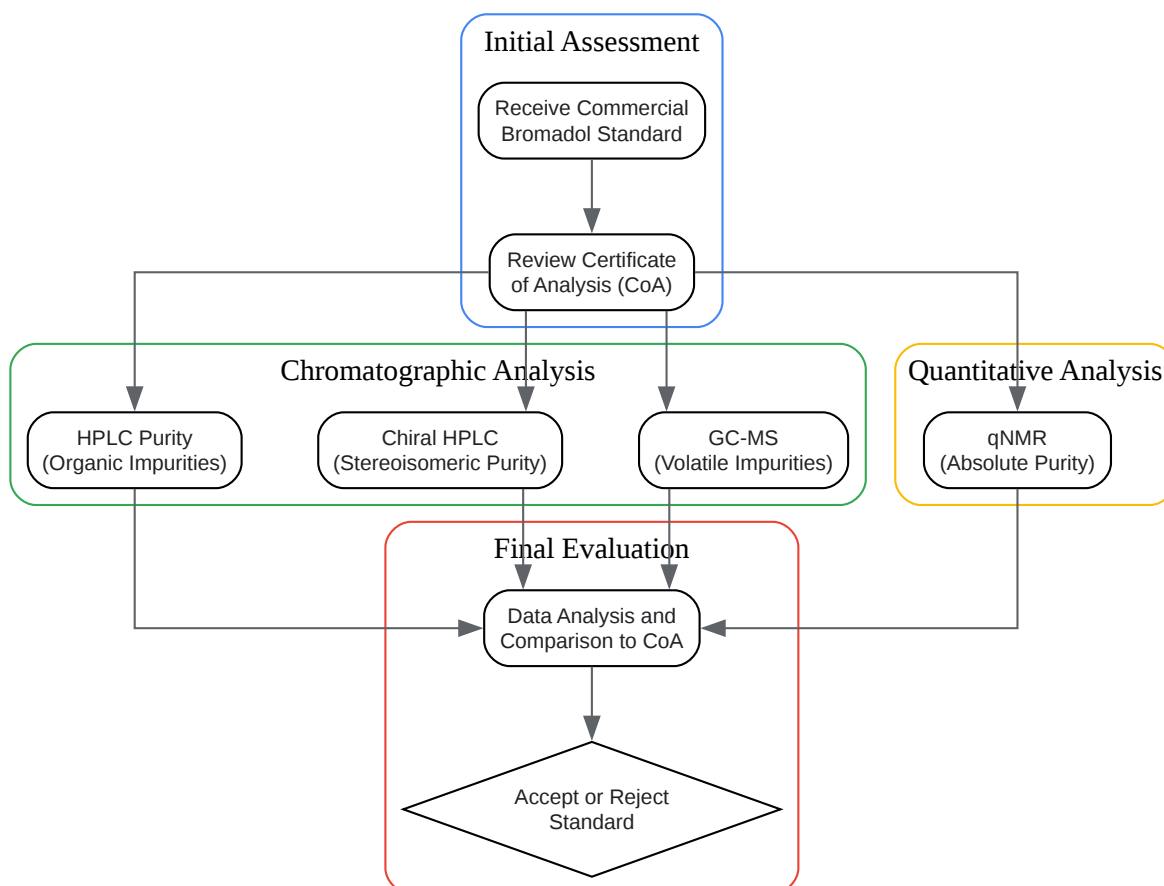 Initial Assessment
Receive Commercial
Bromadol Standard
Review Certificate
of Analysis (CoA)
Chromatographic Analysis
Quantitative Analysis
HPLC Purity
(Organic Impurities)
Chiral HPLC
(Stereoisomeric Purity)
GC-MS
(Volatile Impurities)
qNMR
(Absolute Purity)
Final Evaluation
Data Analysis and
Comparison to CoA
Accept or Reject
Standard